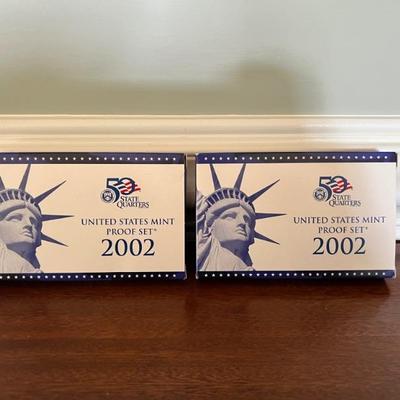 50
STATE
QUARTERS
UNITED STATES MINT
PROOF SET®
2002
50
STATE
QUARTERS
UNITED STATES MINT
PROOF SET®
2002